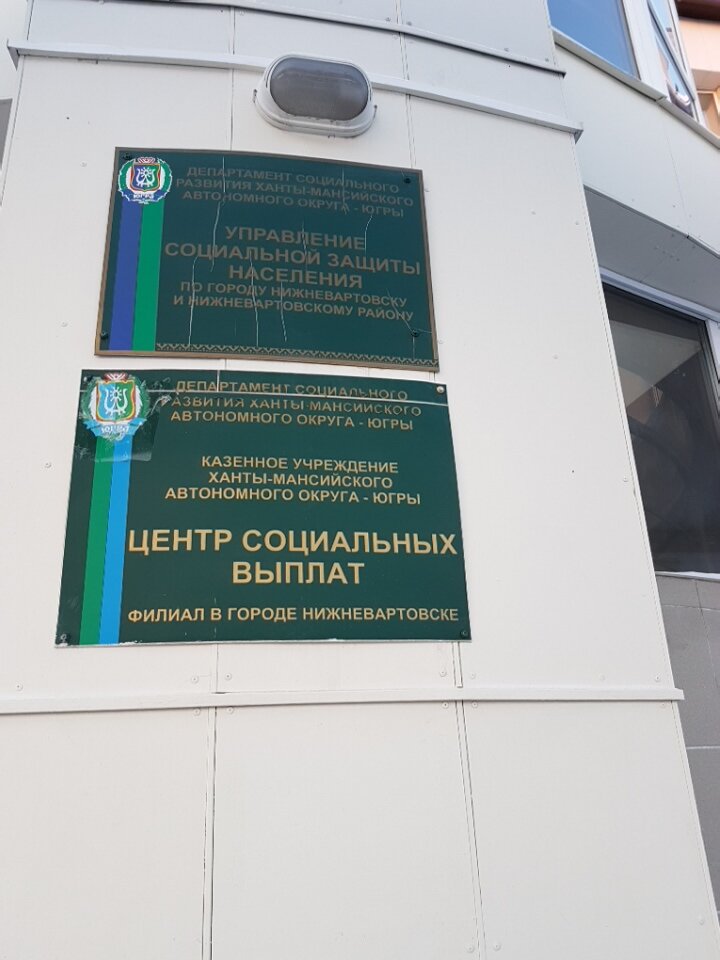 ЮГРА
ДЕПАРТАМЕНТ СОЦИАЛЬНОГО
РАЗВИТИЯ ХАНТЫ-МАНСИЙСКОГО
АВТОНОМНОГО ОКРУГА - ЮГРЫ
УПРАВЛЕНИЕ
СОЦИАЛЬНОЙ ЗАЩИТЫ
НАСЕЛЕНИЯ
ПО ГОРОДУ НИЖНЕВАРТОВСКУ
И НИЖНЕВАРТОВСКОМУ РАЙОНУ
ЮГРА
ДЕПАРТАМЕНТ СОЦИАЛЬНОГО
РАЗВИТИЯ ХАНТЫ-МАНСИЙСКОГО
АВТОНОМНОГО ОКРУГА - ЮГРЫ
КАЗЕННОЕ УЧРЕЖДЕНИЕ
ХАНТЫ-МАНСИЙСКОГО
АВТОНОМНОГО ОКРУГА - ЮГРЫ
ЦЕНТР СОЦИАЛЬНЫХ
ВЫПЛАТ
ФИЛИАЛ В ГОРОДЕ НИЖНЕВАРТОВСКЕ